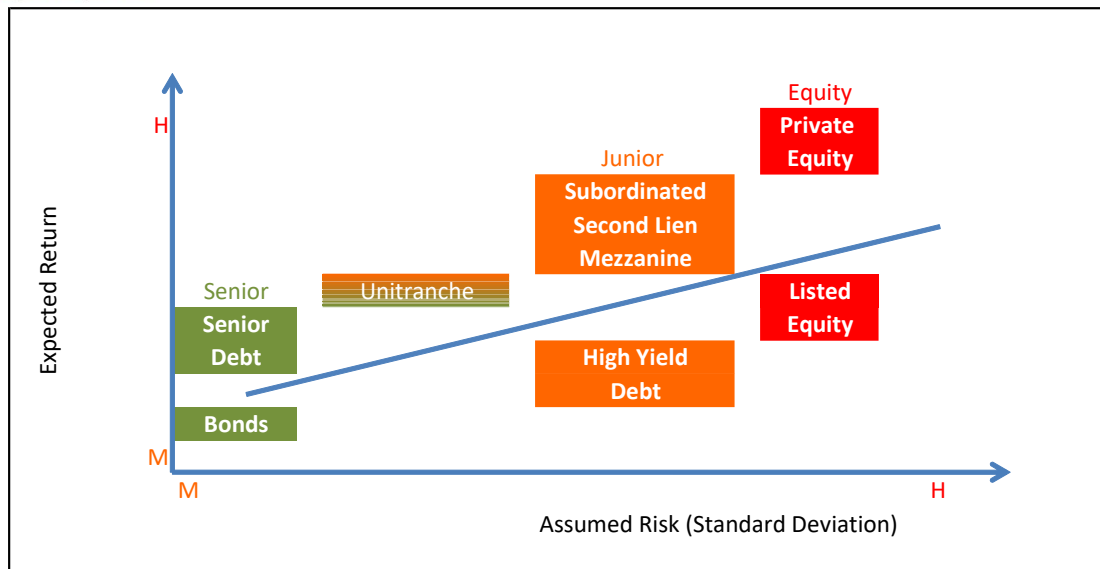 Expected Return
H
M
M
H
Assumed Risk (Standard Deviation)
Senior
Senior
Debt
Bonds
Unitranche
Junior
Subordinated
Second Lien
Mezzanine
High Yield
Debt
Equity
Private
Equity
Listed
Equity